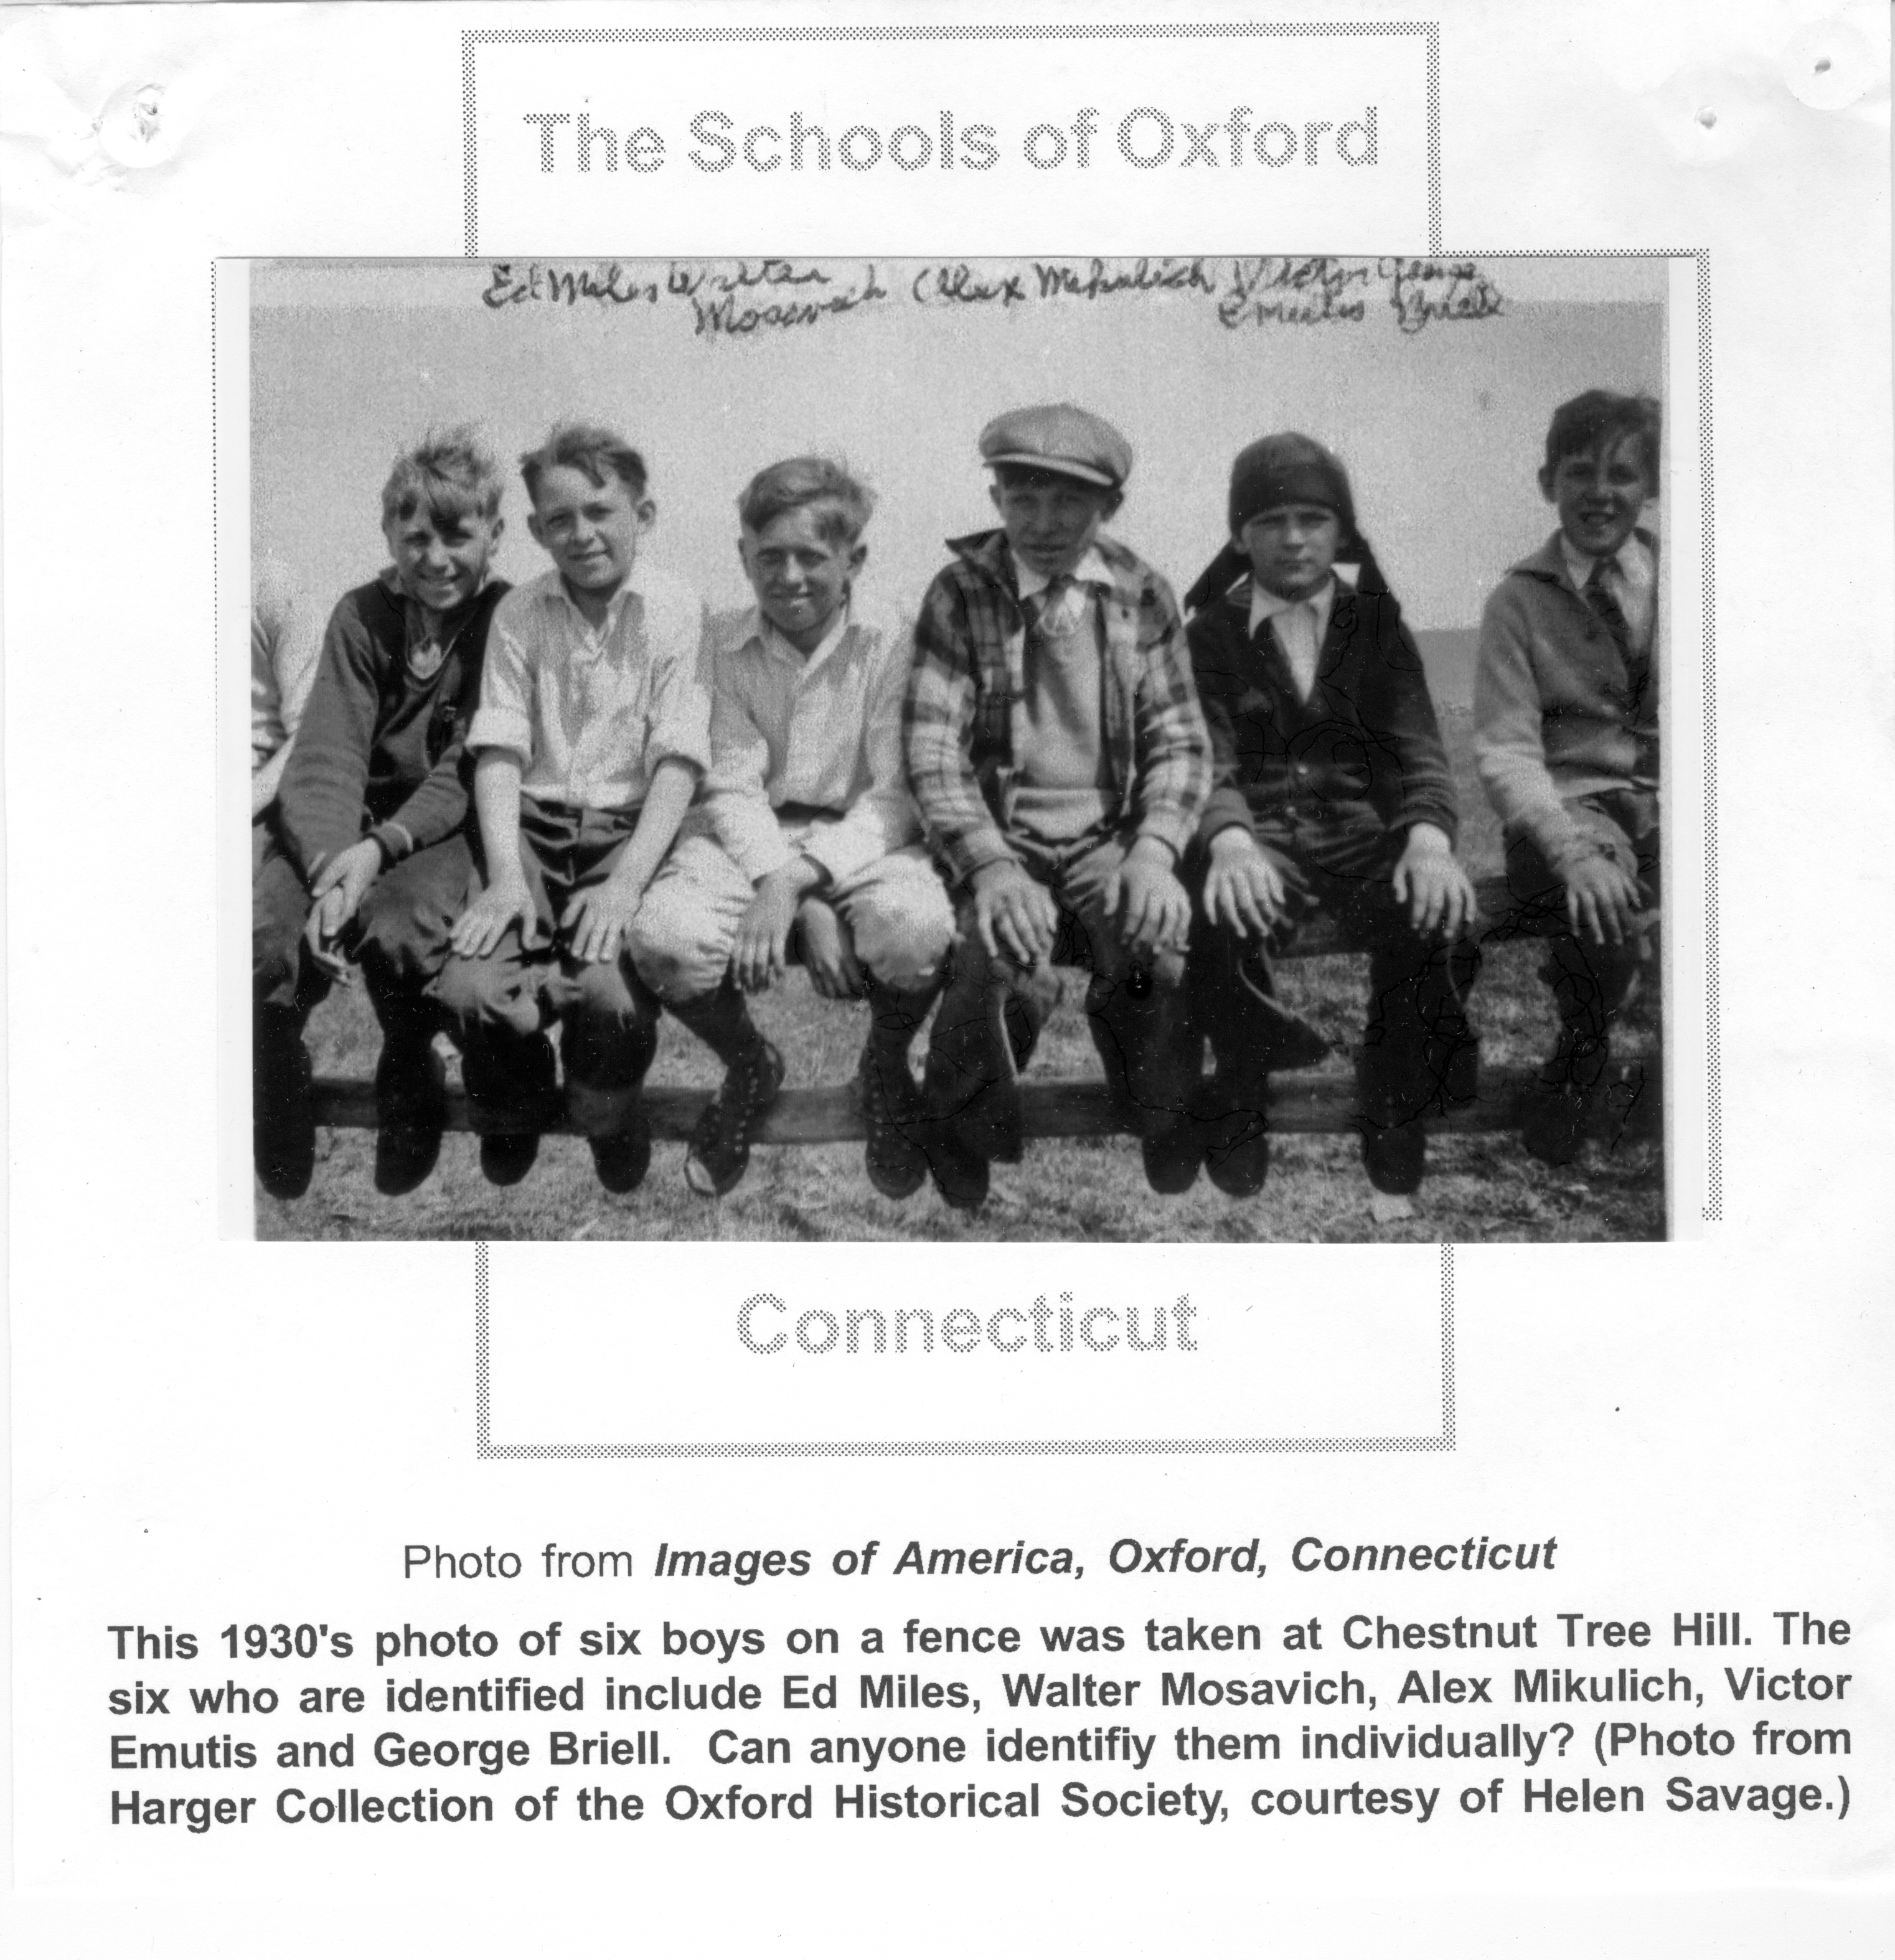 The Schools of Oxford
Ed Miles Walter Alex Mikulich Victor George
Mosavich Emutis Briell
Connecticut
Photo from Images of America, Oxford, Connecticut
This 1930's photo of six boys on a fence was taken at Chestnut Tree Hill. The
six who are identified include Ed Miles, Walter Mosavich, Alex Mikulich, Victor
Emutis and George Briell. Can anyone identifiy them individually? (Photo from
Harger Collection of the Oxford Historical Society, courtesy of Helen Savage.)